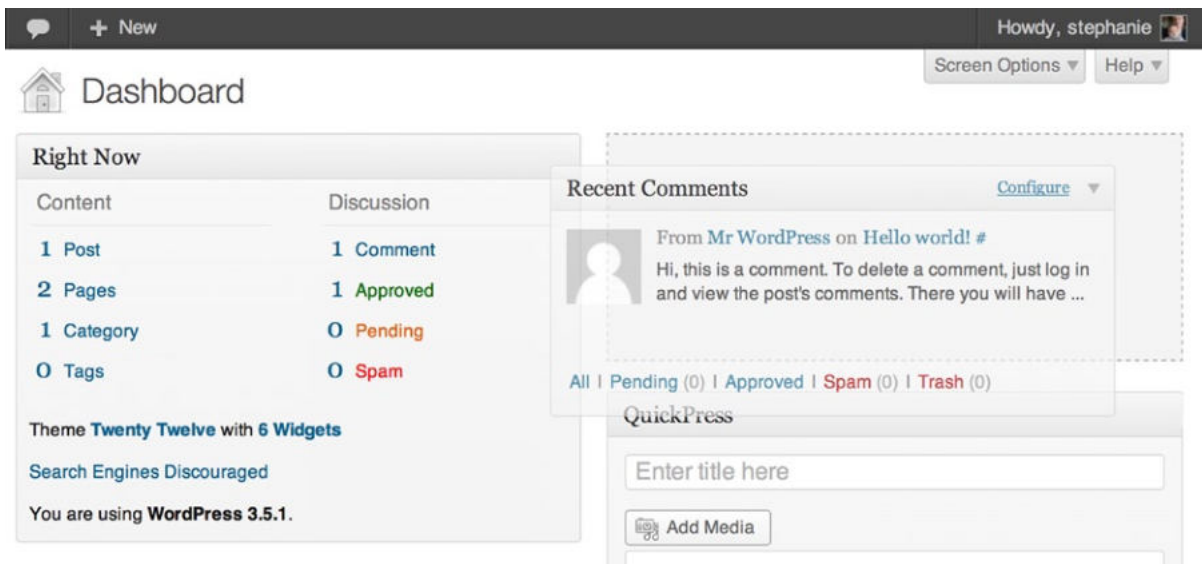 New
Howdy, stephanie
Screen Options
Help
Dashboard
Right Now
Content
1 Post
2 Pages
1 Category
0 Tags
Discussion
1 Comment
1 Approved
0 Pending
0 Spam
Theme Twenty Twelve with 6 Widgets
Search Engines Discouraged
You are using WordPress 3.5.1.
Recent Comments
Configure
From Mr WordPress on Hello world! #
Hi, this is a comment. To delete a comment, just log in
and view the post's comments. There you will have ...
All | Pending (0) | Approved | Spam (0) | Trash (0)
QuickPress
Enter title here
Add Media